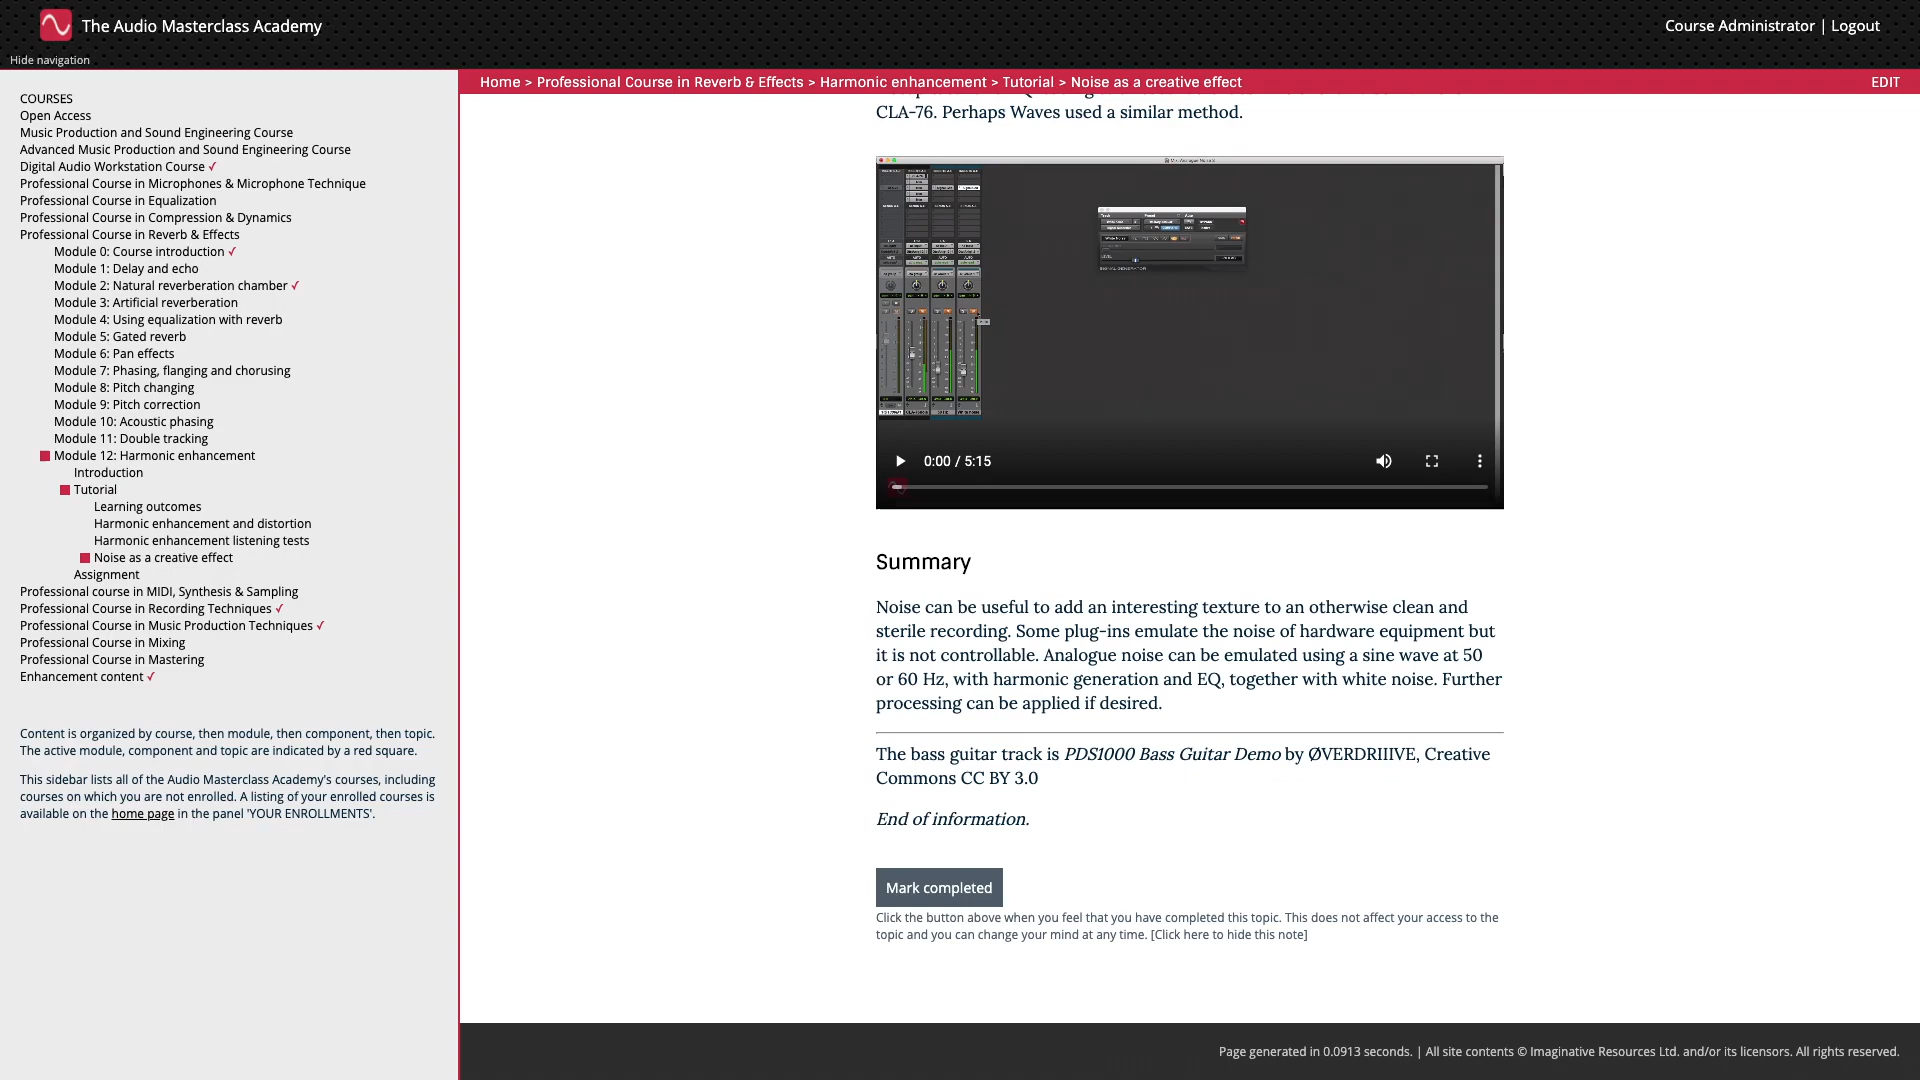 The Audio Masterclass Academy
Course Administrator | Logout
Hide navigation
Home > Professional Course in Reverb & Effects > Harmonic enhancement > Tutorial > Noise as a creative effect
EDIT
COURSES
Open Access
Music Production and Sound Engineering Course
Advanced Music Production and Sound Engineering Course
Digital Audio Workstation Course ✓
Professional Course in Microphones & Microphone Technique
Professional Course in Equalization
Professional Course in Compression & Dynamics
Professional Course in Reverb & Effects
Module 0: Course introduction ✓
Module 1: Delay and echo
Module 2: Natural reverberation chamber ✓
Module 3: Artificial reverberation
Module 4: Using equalization with reverb
Module 5: Gated reverb
Module 6: Pan effects
Module 7: Phasing, flanging and chorusing
Module 8: Pitch changing
Module 9: Pitch correction
Module 10: Acoustic phasing
Module 11: Double tracking
Module 12: Harmonic enhancement
Introduction
Tutorial
Learning outcomes
Harmonic enhancement and distortion
Harmonic enhancement listening tests
Noise as a creative effect
Assignment
Professional course in MIDI, Synthesis & Sampling
Professional Course in Recording Techniques ✓
Professional Course in Music Production Techniques ✓
Professional Course in Mixing
Professional Course in Mastering
Enhancement content ✓
Content is organized by course, then module, then component, then topic.
The active module, component and topic are indicated by a red square.
This sidebar lists all of the Audio Masterclass Academy's courses, including
courses on which you are not enrolled. A listing of your enrolled courses is
available on the home page in the panel 'YOUR ENROLLMENTS'.
CLA-76. Perhaps Waves used a similar method.
0:00 / 5:15
Summary
Noise can be useful to add an interesting texture to an otherwise clean and
sterile recording. Some plug-ins emulate the noise of hardware equipment but
it is not controllable. Analogue noise can be emulated using a sine wave at 50
or 60 Hz, with harmonic generation and EQ, together with white noise. Further
processing can be applied if desired.
The bass guitar track is PDS1000 Bass Guitar Demo by ØVERDRIIIVE, Creative
Commons CC BY 3.0
End of information.
Mark completed
Click the button above when you feel that you have completed this topic. This does not affect your access to the
topic and you can change your mind at any time. [Click here to hide this note]
Page generated in 0.0913 seconds. | All site contents © Imaginative Resources Ltd. and/or its licensors. All rights reserved.